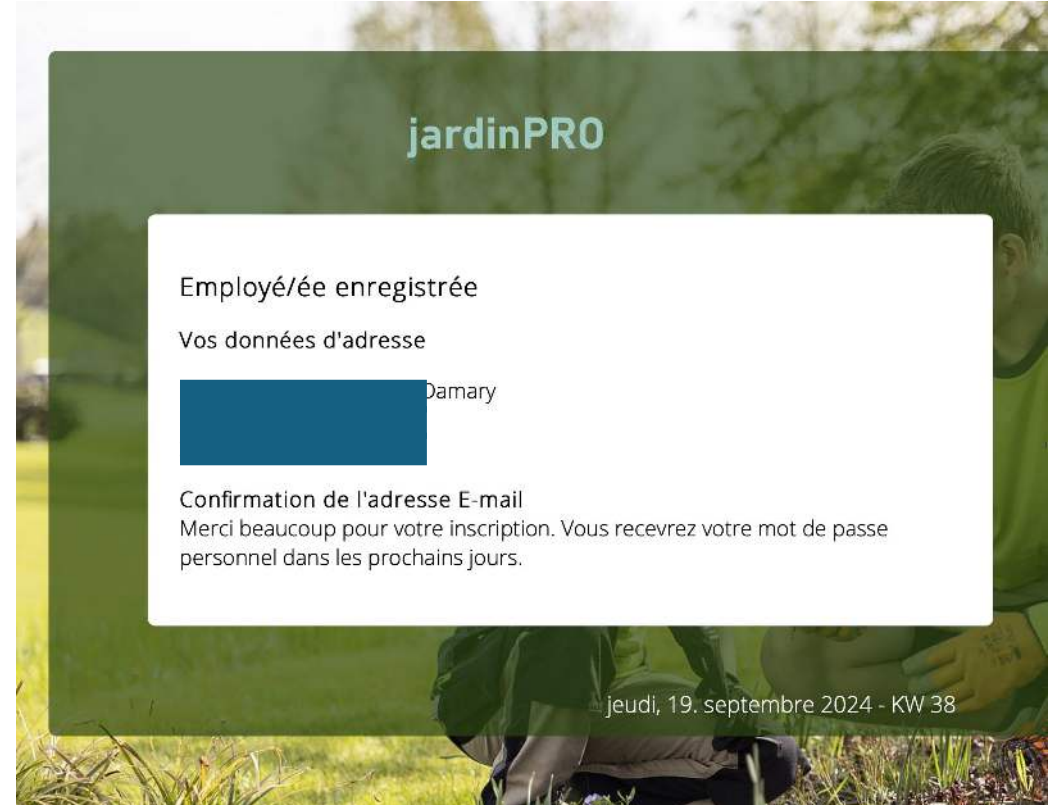 jardinPRO
Employé/ée enregistrée
Vos données d'adresse
Damary
Confirmation de l'adresse E-mail
Merci beaucoup pour votre inscription. Vous recevrez votre mot de passe
personnel dans les prochains jours.
jeudi, 19. septembre 2024 - KW 38